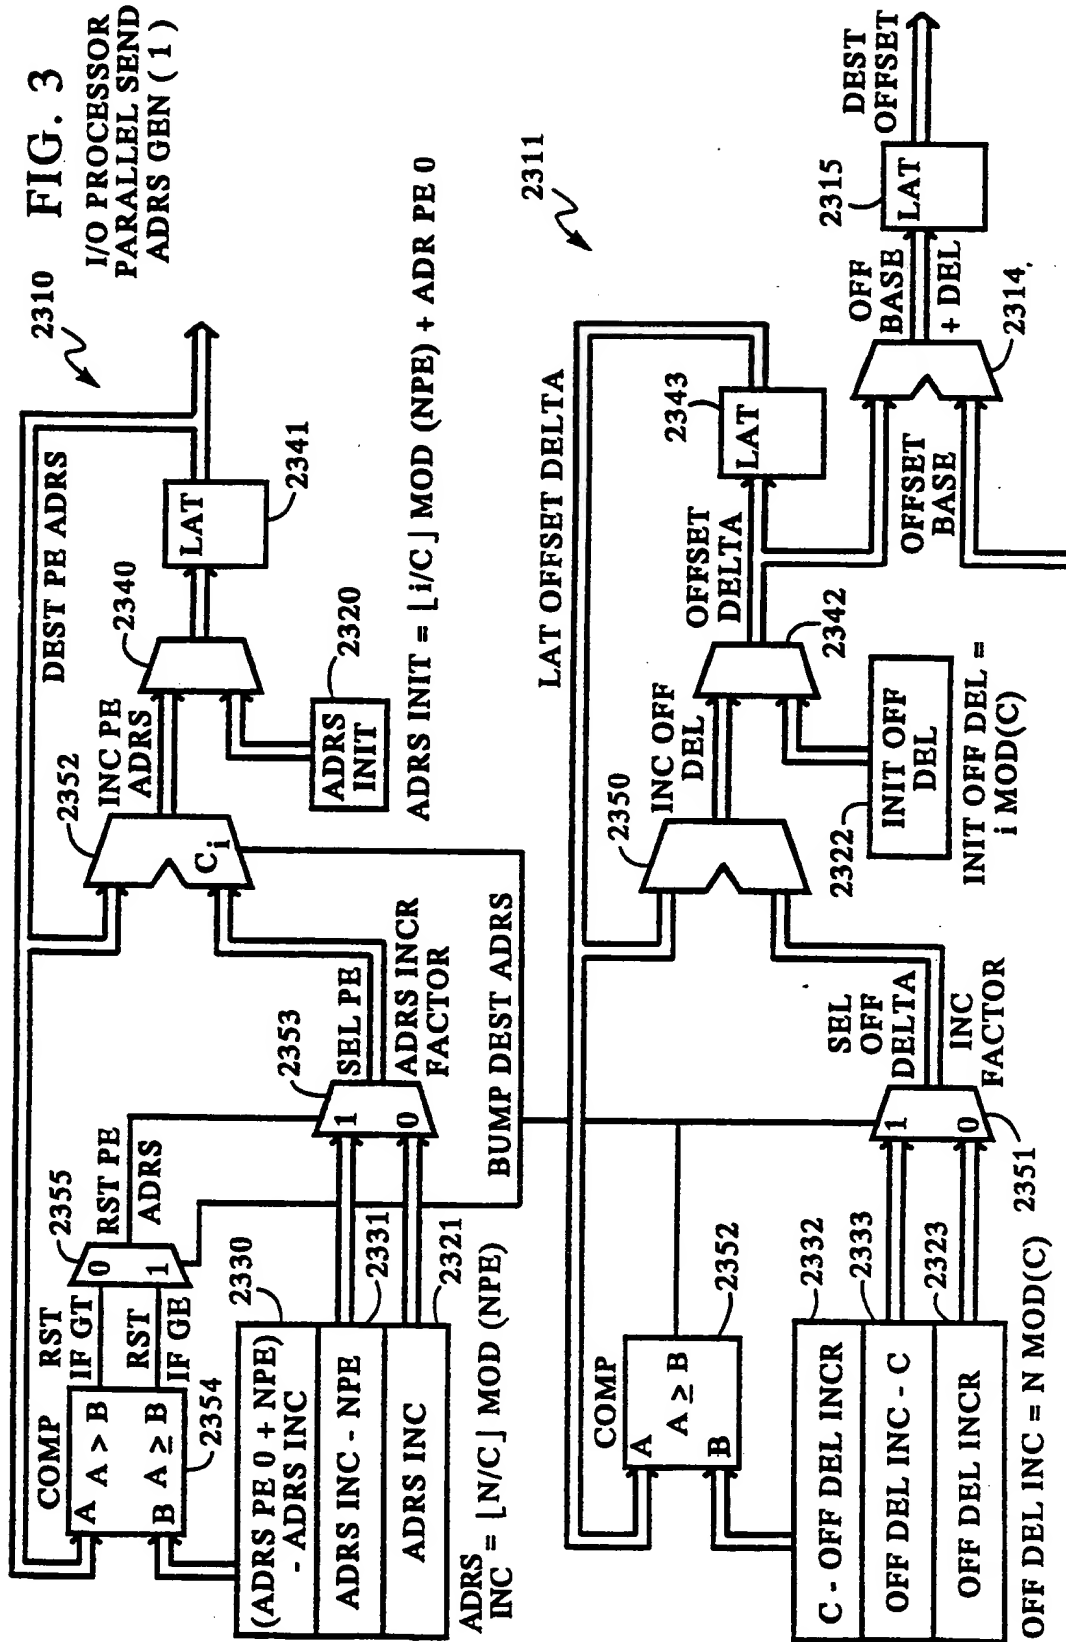 FIG. 3
I/O PROCESSOR
PARALLEL SEND
ADRS GEN ( 1 )
2310
DEST PE ADRS
COMP
A A > B
B A ≥ B
2354
RST
IF GT
RST
IF GE
2355
0
1
RST PE
ADRS
2330
(ADRS PE 0 + NPE)
- ADRS INC
2331
ADRS INC - NPE
2321
ADRS INC
ADRS
INC = ⌊N/C⌋ MOD (NPE)
2353
1
0
SEL PE
ADRS INCR
FACTOR
2352
Ci
INC PE
ADRS
2340
2320
ADRS
INIT
LAT
2341
ADRS INIT = ⌊i/C⌋ MOD (NPE) + ADR PE 0
BUMP DEST ADRS
2311
LAT OFFSET DELTA
COMP
A
A ≥ B
B
2352
2332
C - OFF DEL INCR
2333
OFF DEL INC - C
2323
OFF DEL INCR
OFF DEL INC = N MOD(C)
1
0
2351
SEL
OFF
DELTA
INC
FACTOR
2350
INC OFF
DEL
2342
2322
INIT OFF
DEL
INIT OFF DEL =
i MOD(C)
OFFSET
DELTA
LAT
2343
OFFSET
BASE
2314
OFF
BASE
+ DEL
LAT
2315
DEST
OFFSET